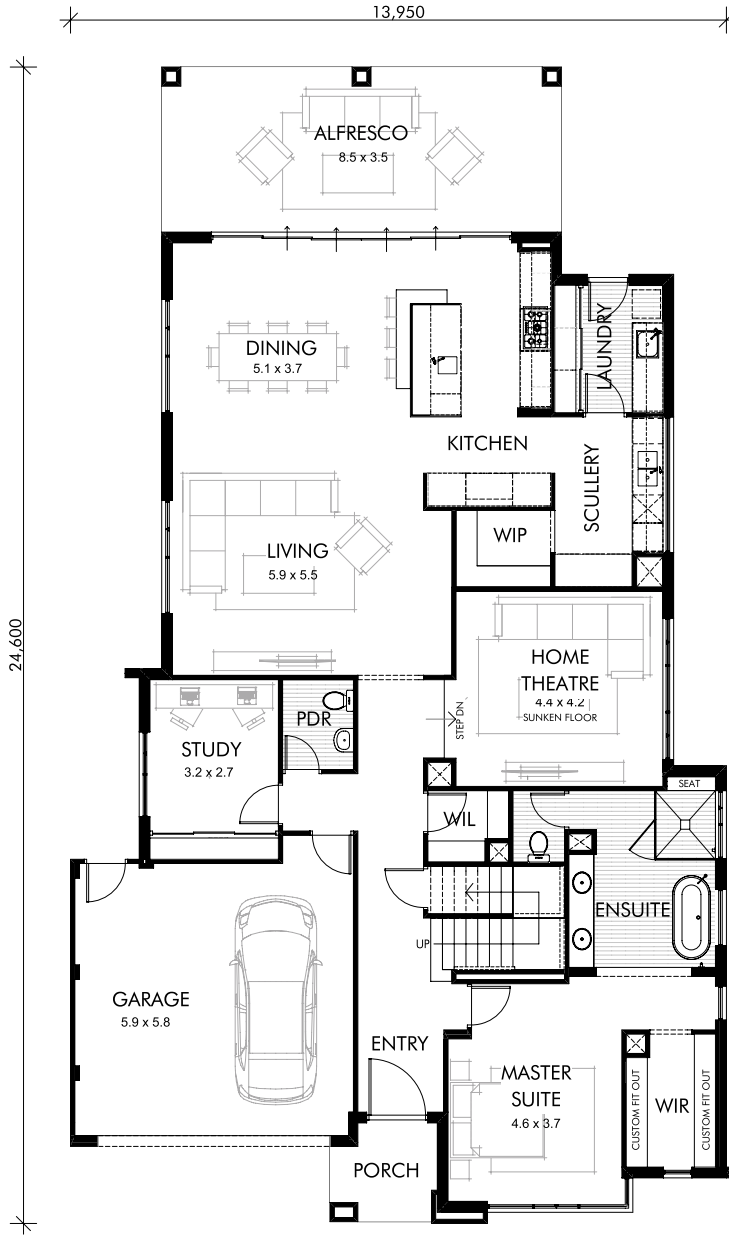 13,950
ALFRESCO
8.5 x 3.5
24,600
DINING
5.1 x 3.7
LAUNDRY
KITCHEN
SCULLERY
WIP
LIVING
5.9 x 5.5
HOME
THEATRE
4.4 x 4.2
SUNKEN FLOOR
STEP DN
PDR
STUDY
3.2 x 2.7
SEAT
WIL
ENSUITE
UP
GARAGE
5.9 x 5.8
ENTRY
MASTER
SUITE
4.6 x 3.7
CUSTOM FIT OUT
WIR
CUSTOM FIT OUT
PORCH